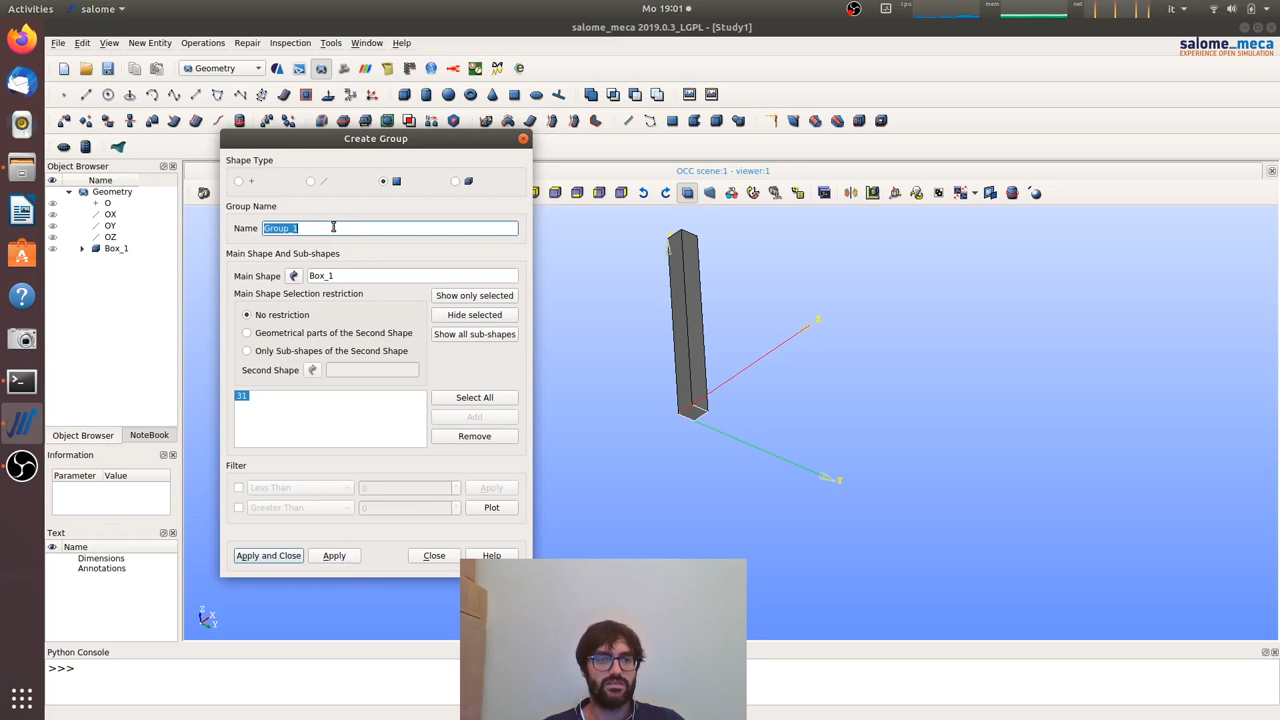 Activities salome Mo 19:01 cpu mem net it
salome_meca 2019.0.3_LGPL - [Study1]
File Edit View New Entity Operations Repair Inspection Tools Window Help
salome_meca
EXPERIENCE OPEN SIMULATION
Geometry
Create Group
Object Browser
OCC scene:1 - viewer:1
Name
Geometry
O
OX
OY
OZ
Box_1
Shape Type
Group Name
Name Group_1
Main Shape And Sub-shapes
Main Shape Box_1
Main Shape Selection restriction
Show only selected
No restriction
Hide selected
Geometrical parts of the Second Shape
Show all sub-shapes
Only Sub-shapes of the Second Shape
Second Shape
31
Select All
Add
Remove
Filter
Less Than 0 Apply
Greater Than 0 Plot
Apply and Close Apply Close Help
Object Browser NoteBook
Information
Parameter Value
Text
Name
Dimensions
Annotations
X
Y
Z
X
Y
Python Console
>>>